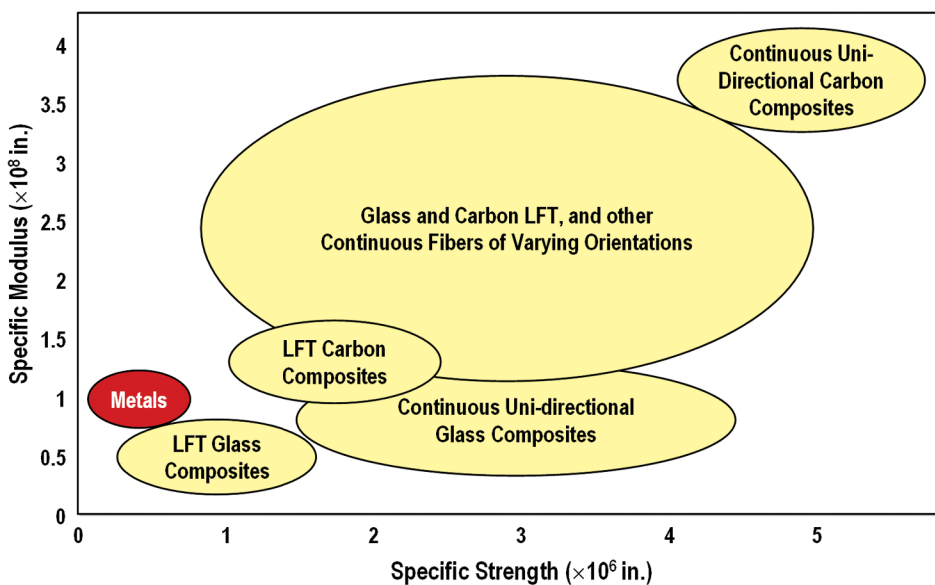 4
3.5
3
2.5
2
1.5
1
0.5
0
Specific Modulus (×10⁸ in.)
Continuous Uni-
Directional Carbon
Composites
Glass and Carbon LFT, and other
Continuous Fibers of Varying Orientations
LFT Carbon
Composites
Metals
Continuous Uni-directional
Glass Composites
LFT Glass
Composites
0 1 2 3 4 5
Specific Strength (×10⁶ in.)